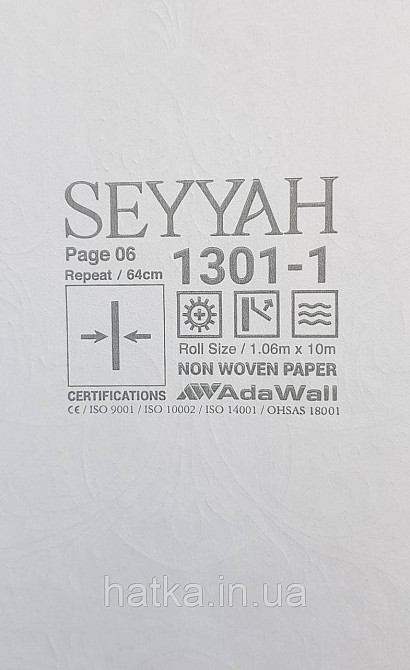 SEYYAH
Page 06
Repeat / 64cm
1301-1
Roll Size / 1.06m x 10m
NON WOVEN PAPER
CERTIFICATIONS
AdaWall
CE / ISO 9001 / ISO 10002 / ISO 14001 / OHSAS 18001
hatka.in.ua